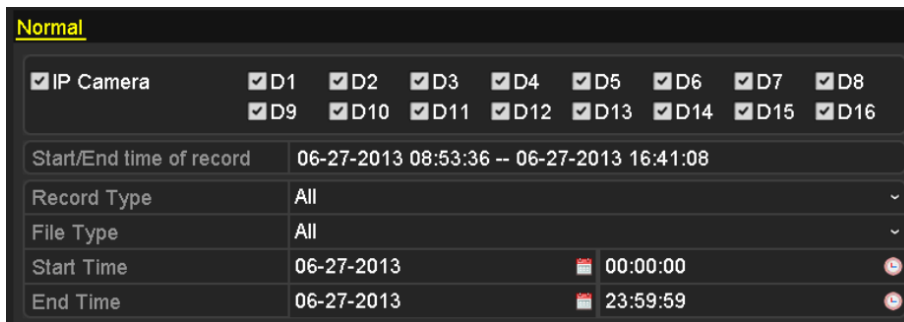 Normal
IP Camera D1 D2 D3 D4 D5 D6 D7 D8
D9 D10 D11 D12 D13 D14 D15 D16
Start/End time of record 06-27-2013 08:53:36 -- 06-27-2013 16:41:08
Record Type All
File Type All
Start Time 06-27-2013 00:00:00
End Time 06-27-2013 23:59:59